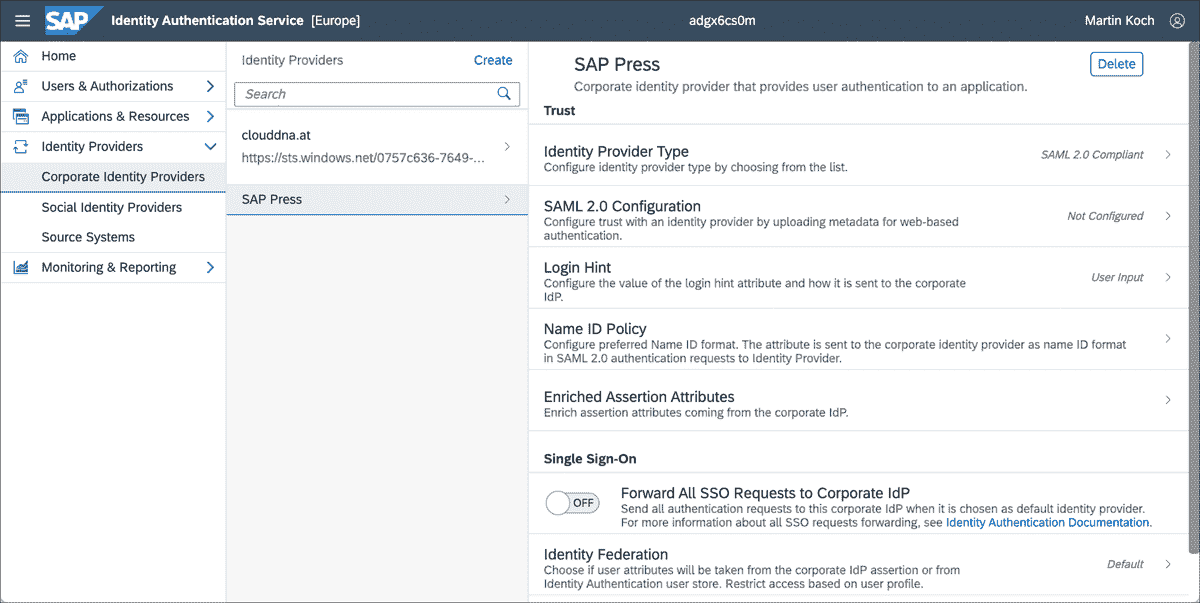 SAP Identity Authentication Service [Europe]
adgx6cs0m
Martin Koch
Home
Users & Authorizations
Applications & Resources
Identity Providers
Corporate Identity Providers
Social Identity Providers
Source Systems
Monitoring & Reporting
Identity Providers
Create
Search
clouddna.at
https://sts.windows.net/0757c636-7649-...
SAP Press
SAP Press
Delete
Corporate identity provider that provides user authentication to an application.
Trust
Identity Provider Type
Configure identity provider type by choosing from the list.
SAML 2.0 Compliant
SAML 2.0 Configuration
Configure trust with an identity provider by uploading metadata for web-based
authentication.
Not Configured
Login Hint
Configure the value of the login hint attribute and how it is sent to the corporate
IdP.
User Input
Name ID Policy
Configure preferred Name ID format. The attribute is sent to the corporate identity provider as name ID format
in SAML 2.0 authentication requests to Identity Provider.
Enriched Assertion Attributes
Enrich assertion attributes coming from the corporate IdP.
Single Sign-On
OFF
Forward All SSO Requests to Corporate IdP
Send all authentication requests to this corporate IdP when it is chosen as default identity provider.
For more information about all SSO requests forwarding, see Identity Authentication Documentation.
Identity Federation
Choose if user attributes will be taken from the corporate IdP assertion or from
Identity Authentication user store. Restrict access based on user profile.
Default